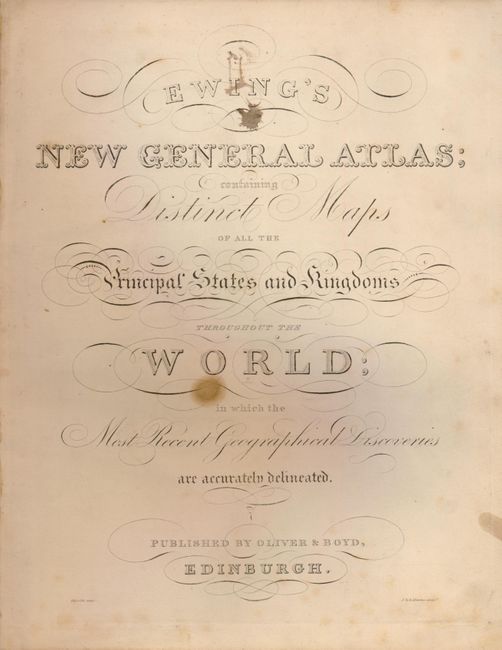 EWING'S
NEW GENERAL ATLAS;
containing
Distinct Maps
OF ALL THE
Principal States and Kingdoms
THROUGHOUT THE
WORLD;
in which the
Most Recent Geographical Discoveries
are accurately delineated.
PUBLISHED BY OLIVER & BOYD,
EDINBURGH.